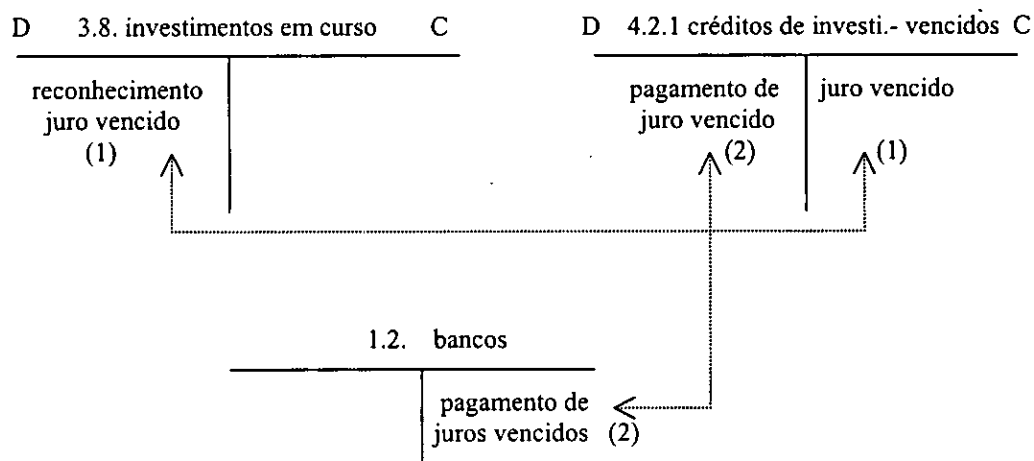 D 3.8. investimentos em curso C
D 4.2.1 créditos de investi.- vencidos C
reconhecimento
juro vencido
(1)
pagamento de
juro vencido
(2)
juro vencido
(1)
1.2. bancos
pagamento de
juros vencidos (2)